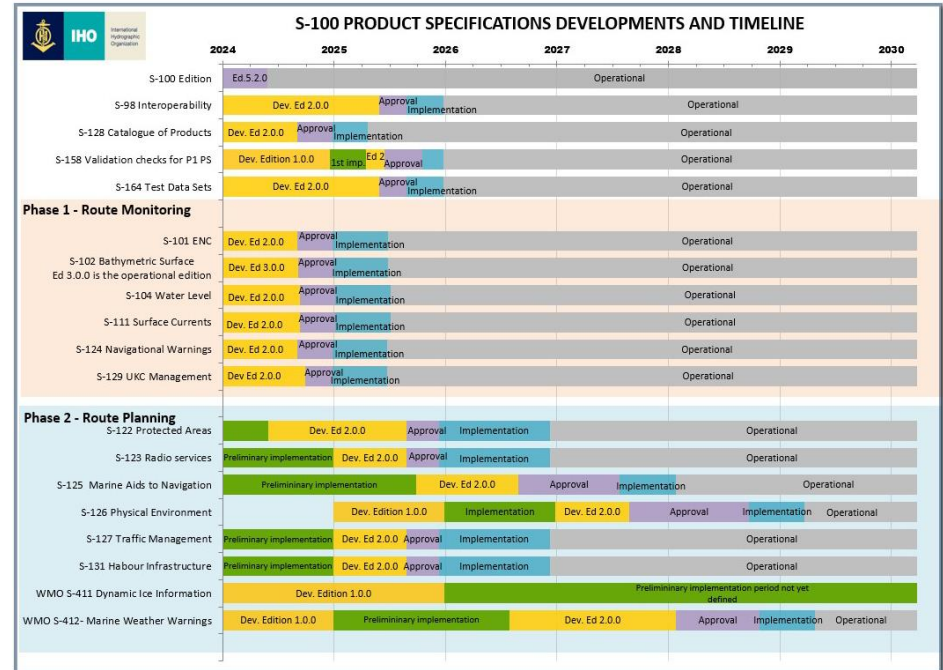 IHO
International
Hydrographic
Organization
S-100 PRODUCT SPECIFICATIONS DEVELOPMENTS AND TIMELINE
2024 2025 2026 2027 2028 2029 2030
S-100 Edition Ed.5.2.0 Operational
S-98 Interoperability Dev. Ed 2.0.0 Approval Implementation Operational
S-128 Catalogue of Products Dev. Ed 2.0.0 Approval Implementation Operational
S-158 Validation checks for P1 PS Dev. Edition 1.0.0 1st imp. Ed 2 Approval Operational
S-164 Test Data Sets Dev. Ed 2.0.0 Approval Implementation Operational
Phase 1 - Route Monitoring
S-101 ENC Dev. Ed 2.0.0 Approval Implementation Operational
S-102 Bathymetric Surface
Ed 3.0.0 is the operational edition Dev. Ed 3.0.0 Approval Implementation Operational
S-104 Water Level Dev. Ed 2.0.0 Approval Implementation Operational
S-111 Surface Currents Dev. Ed 2.0.0 Approval Implementation Operational
S-124 Navigational Warnings Dev. Ed 2.0.0 Approval Implementation Operational
S-129 UKC Management Dev Ed 2.0.0 Approval Implementation Operational
Phase 2 - Route Planning
S-122 Protected Areas Dev. Ed 2.0.0 Approval Implementation Operational
S-123 Radio services Preliminary implementation Dev. Ed 2.0.0 Approval Implementation Operational
S-125 Marine Aids to Navigation Prelimininary implementation Dev. Ed 2.0.0 Approval Implementation Operational
S-126 Physical Environment Dev. Edition 1.0.0 Implementation Dev. Ed 2.0.0 Approval Implementation Operational
S-127 Traffic Management Preliminary implementation Dev. Ed 2.0.0 Approval Implementation Operational
S-131 Habour Infrastructure Preliminary implementation Dev. Ed 2.0.0 Approval Implementation Operational
WMO S-411 Dynamic Ice Information Dev. Edition 1.0.0 Prelimininary implementation period not yet
defined
WMO S-412- Marine Weather Warnings Dev. Edition 1.0.0 Prelimininary implementation Dev. Ed 2.0.0 Approval Implementation Operational